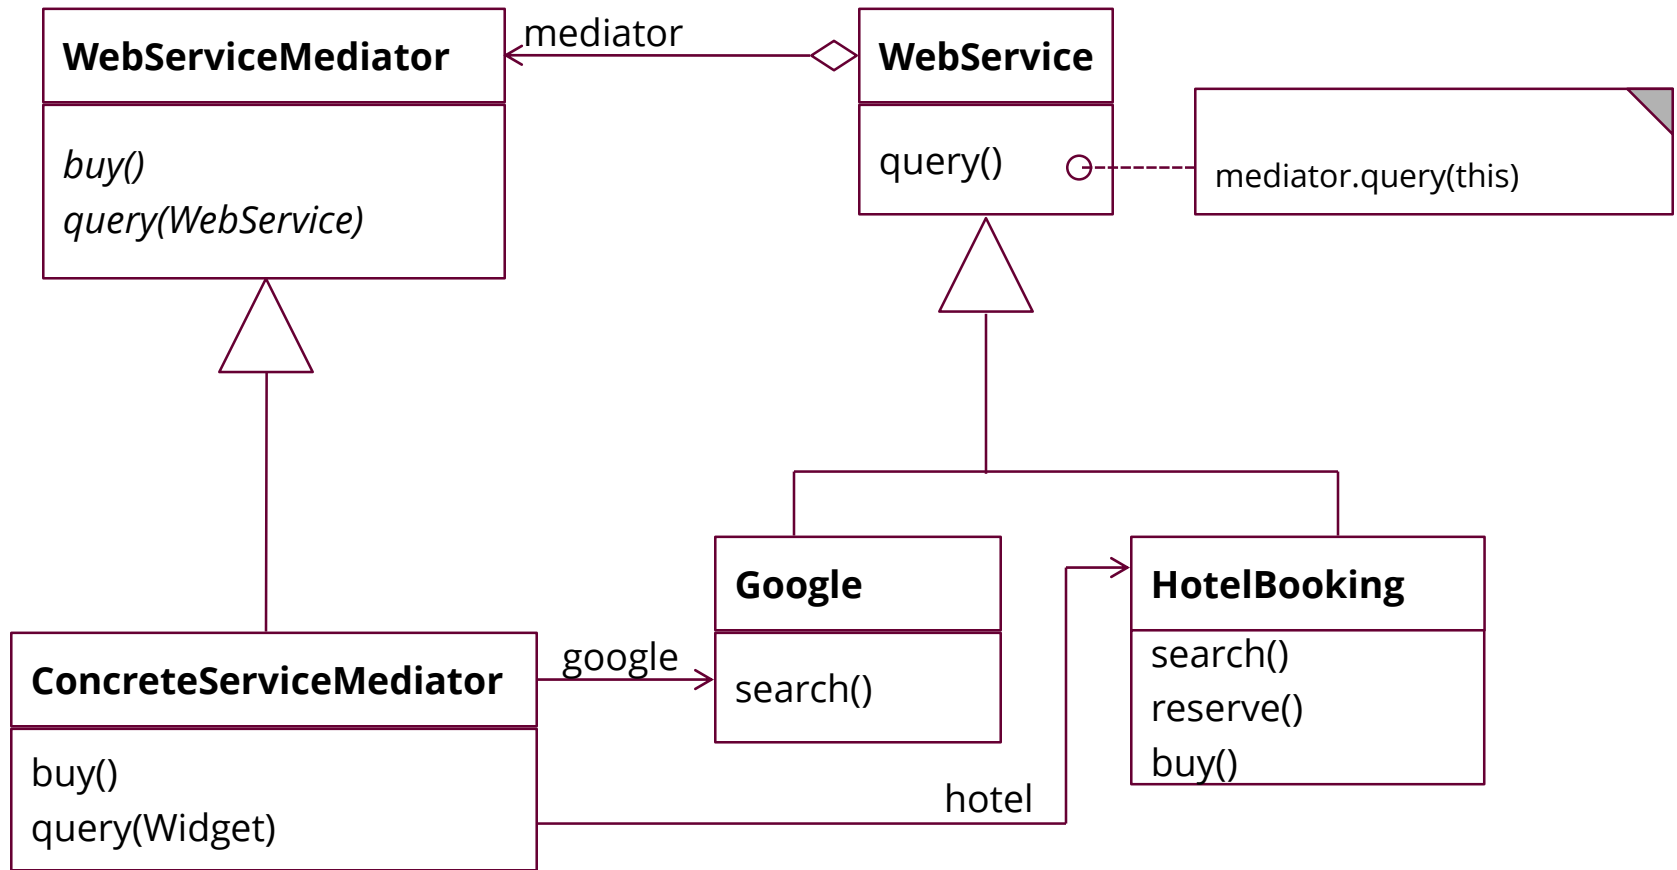 WebServiceMediator
buy()
query(WebService)
mediator
WebService
query()
mediator.query(this)
ConcreteServiceMediator
buy()
query(Widget)
google
Google
search()
hotel
HotelBooking
search()
reserve()
buy()